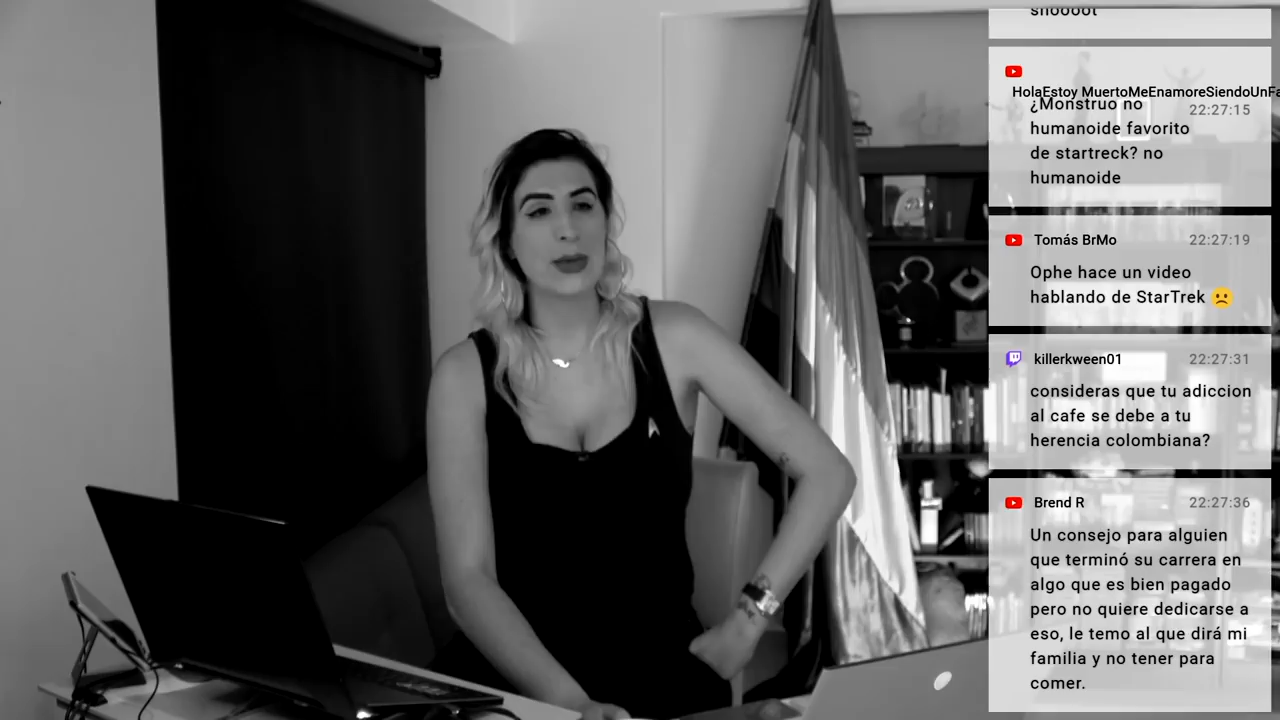 shoooot
HolaEstoy MuertoMeEnamoreSiendoUnFa
¿Monstruo no
22:27:15
humanoide favorito
de startreck? no
humanoide
Tomás BrMo 22:27:19
Ophe hace un video
hablando de StarTrek ☹️
killerkween01 22:27:31
consideras que tu adiccion
al cafe se debe a tu
herencia colombiana?
Brend R 22:27:36
Un consejo para alguien
que terminó su carrera en
algo que es bien pagado
pero no quiere dedicarse a
eso, le temo al que dirá mi
familia y no tener para
comer.